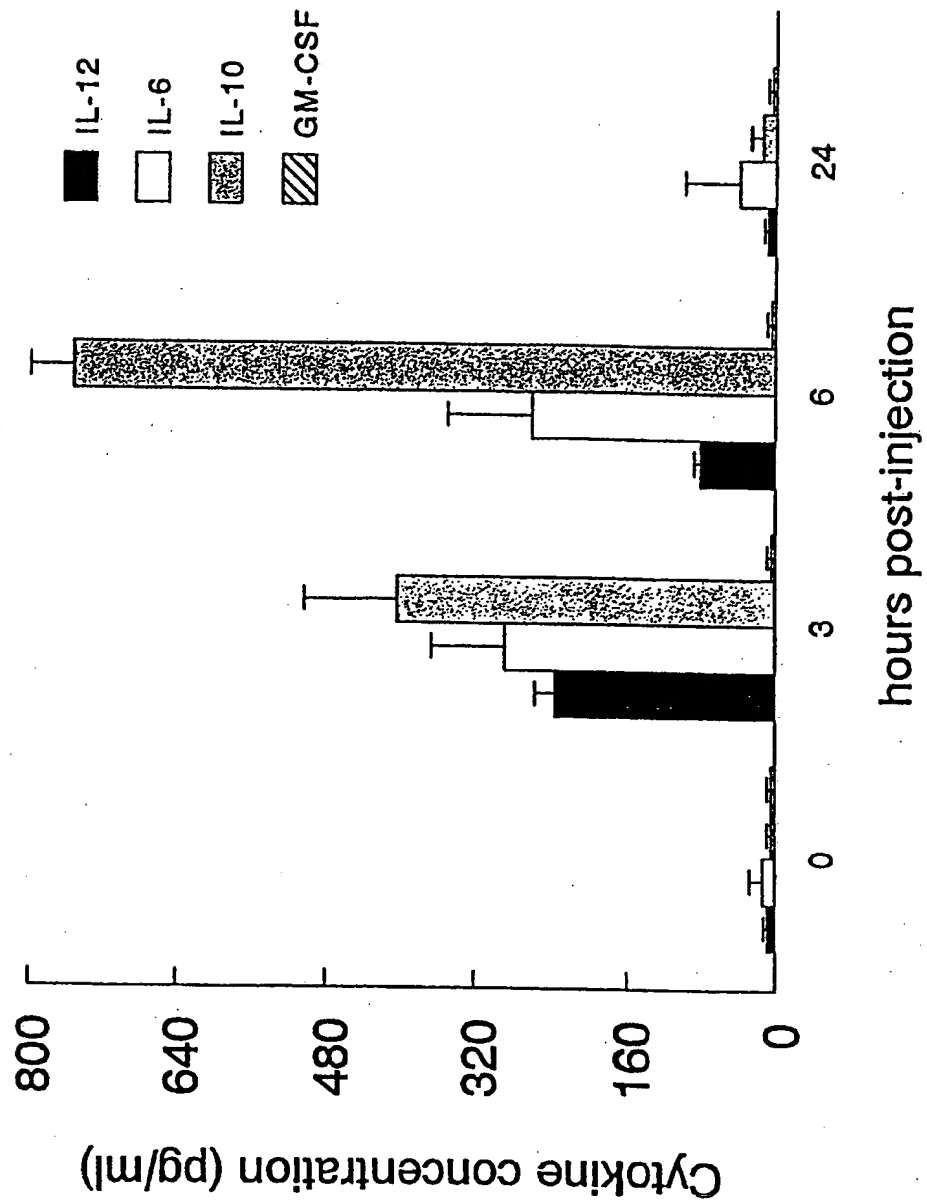 Cytokine concentration (pg/ml)
800
640
480
320
160
0
IL-12
IL-6
IL-10
GM-CSF
0
3
6
24
hours post-injection